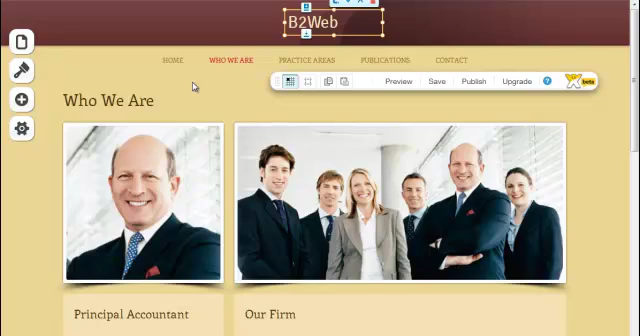 B2Web
HOME WHO WE ARE PRACTICE AREAS PUBLICATIONS CONTACT
Preview Save Publish Upgrade ? beta
Who We Are
Principal Accountant Our Firm